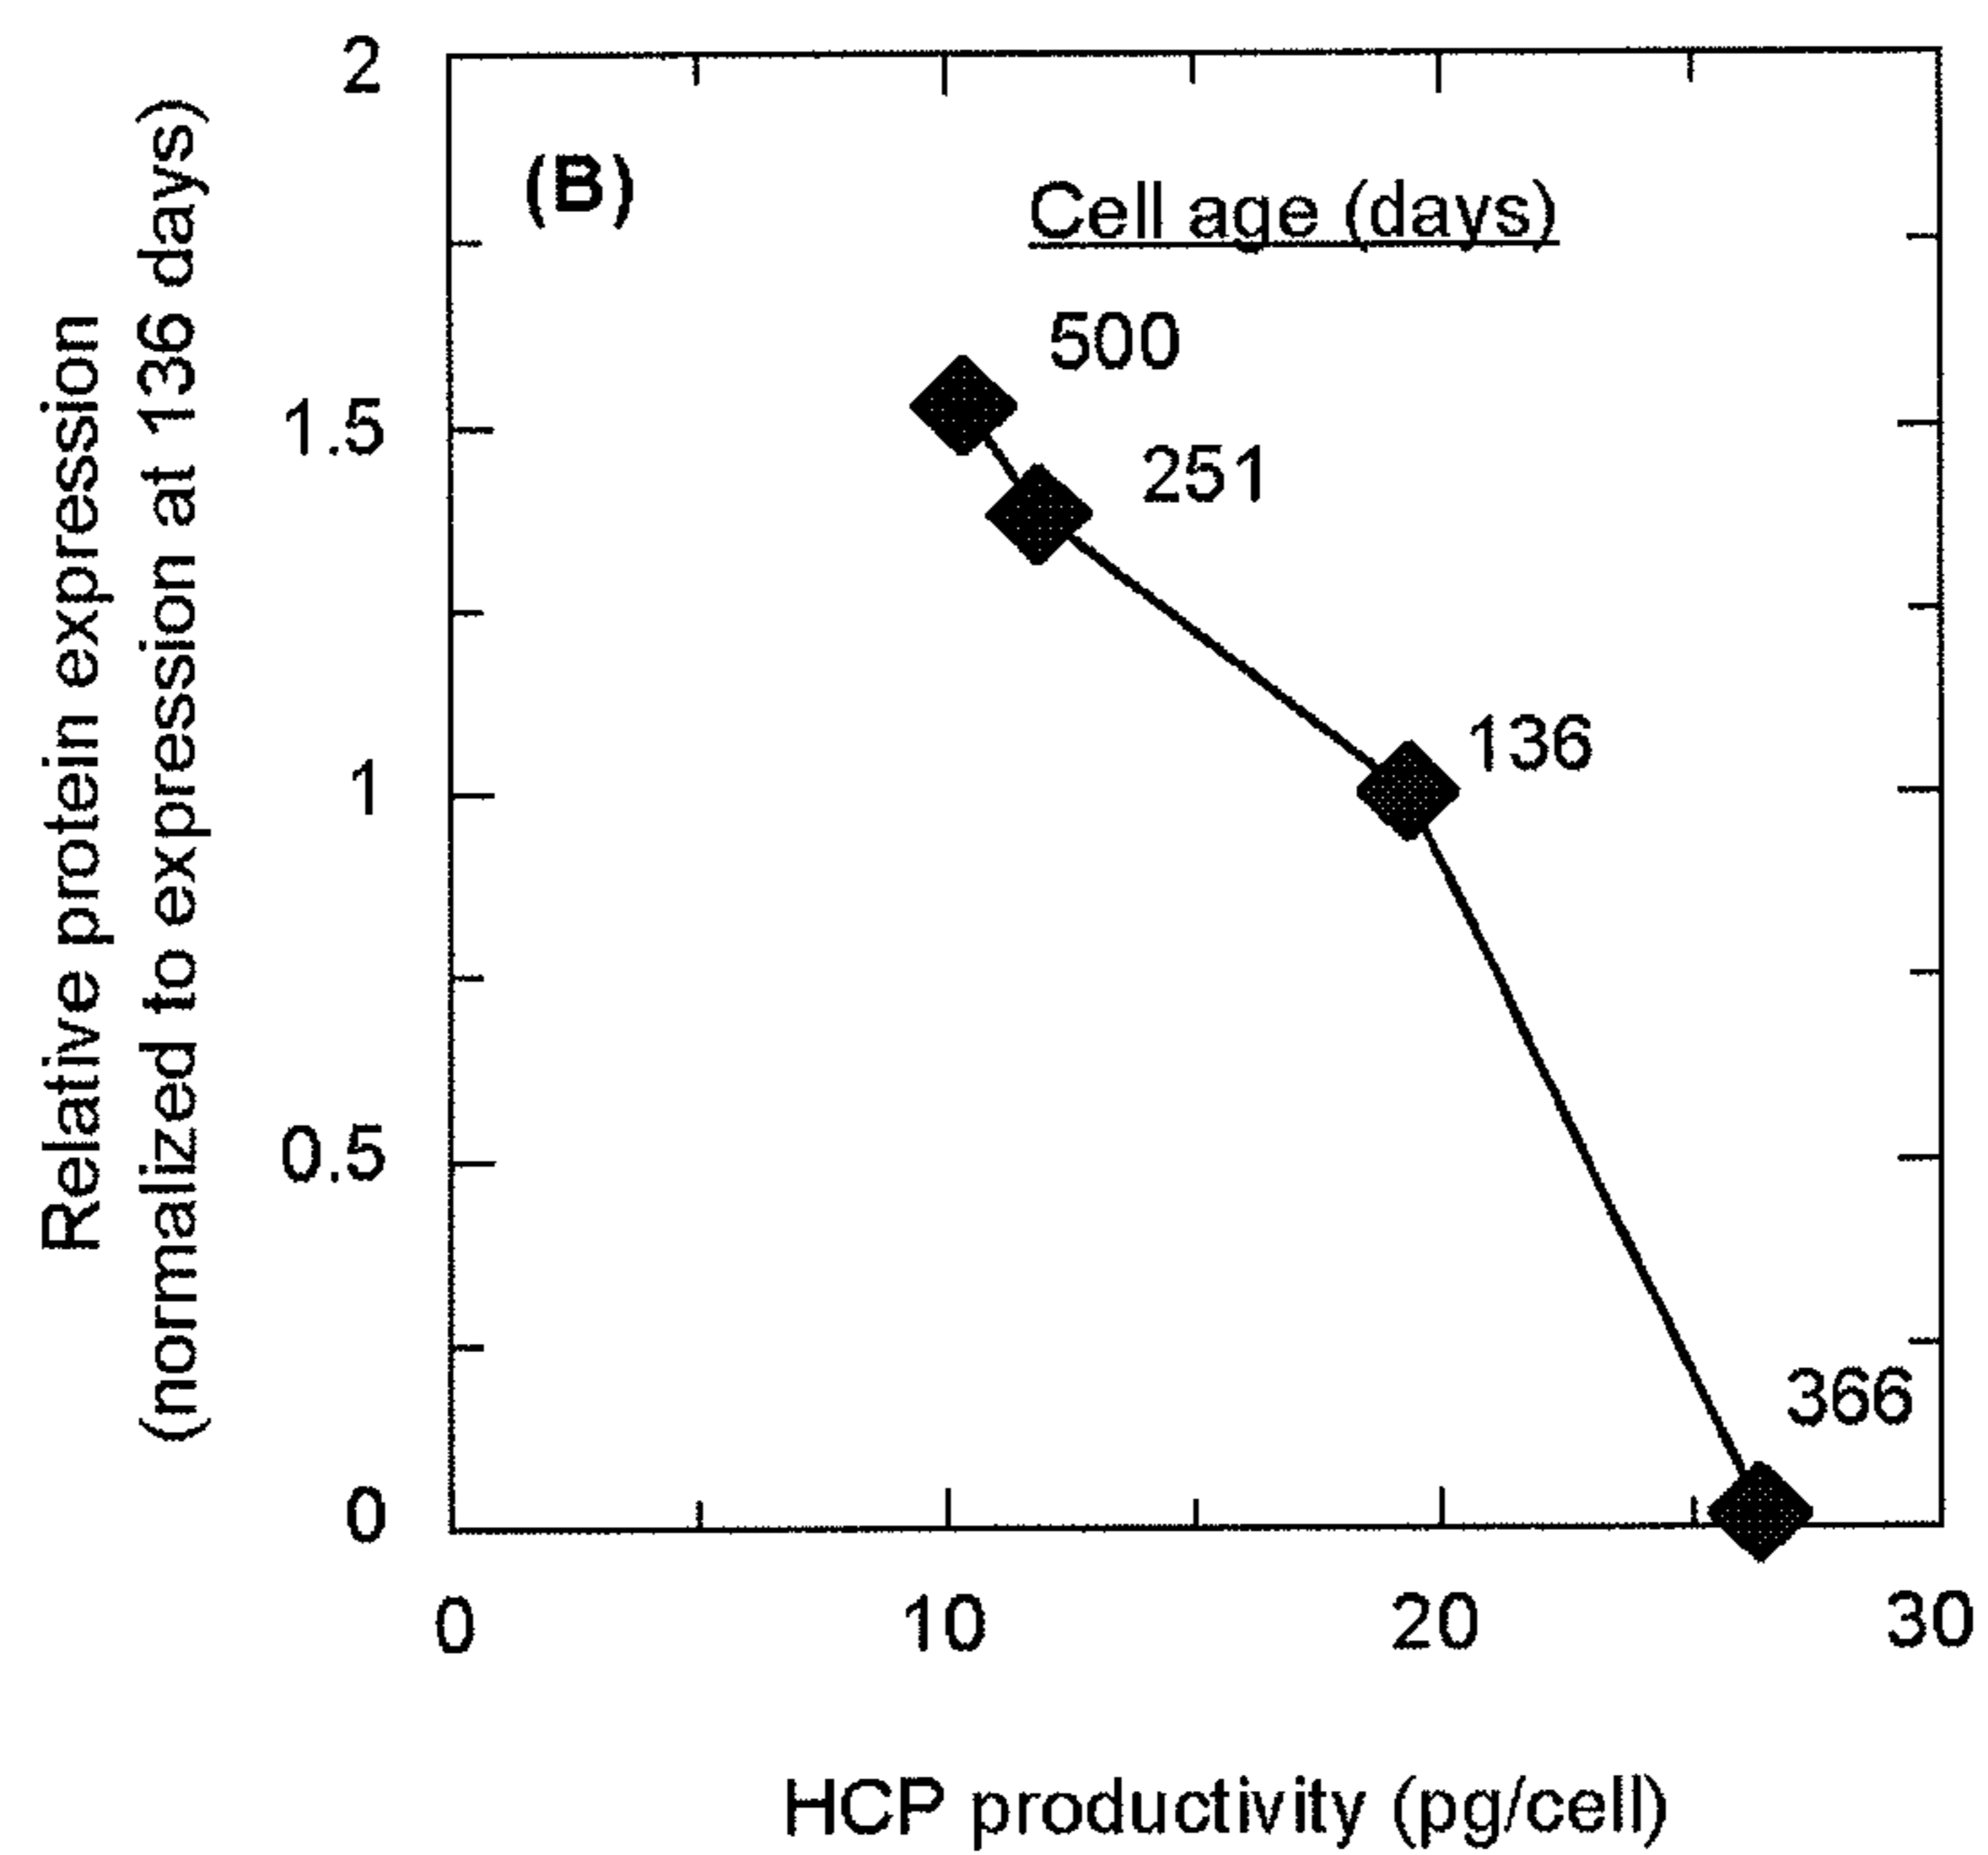 Relative protein expression
(normalized to expression at 136 days)
2
1.5
1
0.5
0
(B)
Cell age (days)
500
251
136
366
0 10 20 30
HCP productivity (pg/cell)